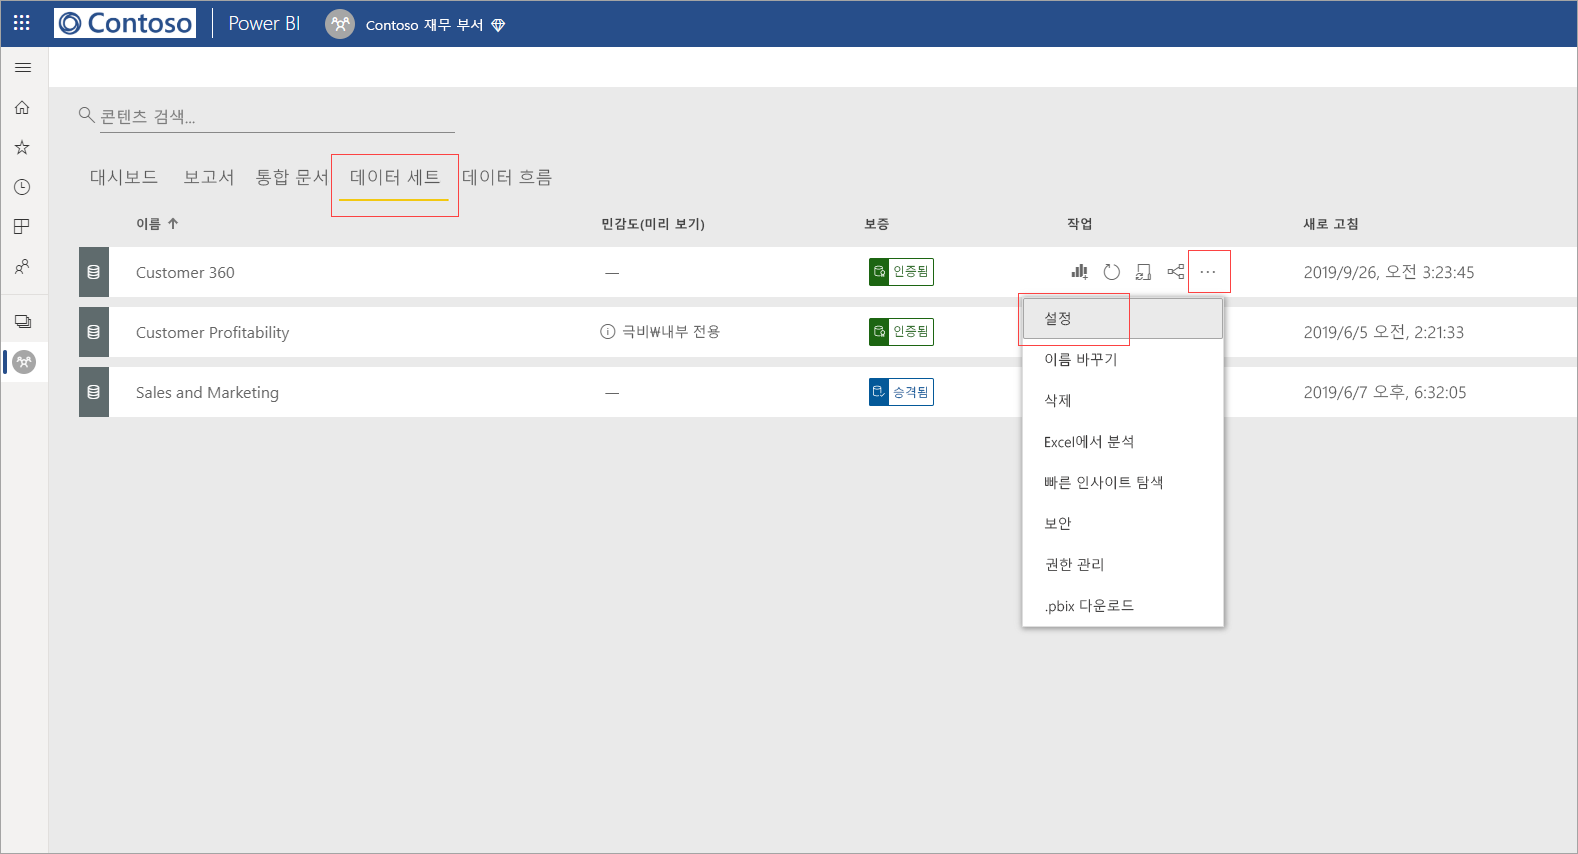 Contoso Power BI Contoso 재무 부서
콘텐츠 검색...
대시보드 보고서 통합 문서 데이터 세트 데이터 흐름
이름 ↑ 민감도(미리 보기) 보증 작업 새로 고침
Customer 360 — 인증됨 ... 2019/9/26, 오전 3:23:45
Customer Profitability 극비₩내부 전용 인증됨 2019/6/5 오전, 2:21:33
Sales and Marketing — 승격됨 2019/6/7 오후, 6:32:05
설정
이름 바꾸기
삭제
Excel에서 분석
빠른 인사이트 탐색
보안
권한 관리
.pbix 다운로드